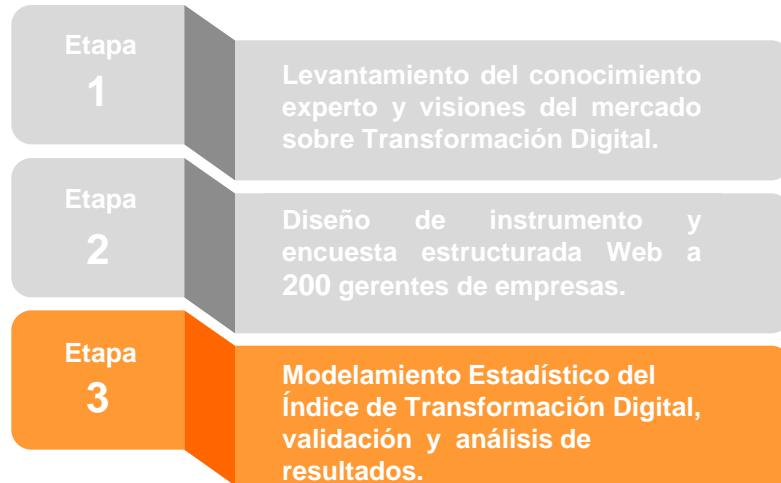 Etapa
1
Levantamiento del conocimiento
experto y visiones del mercado
sobre Transformación Digital.
Etapa
2
Diseño de instrumento y
encuesta estructurada Web a
200 gerentes de empresas.
Etapa
3
Modelamiento Estadístico del
Índice de Transformación Digital,
validación y análisis de
resultados.